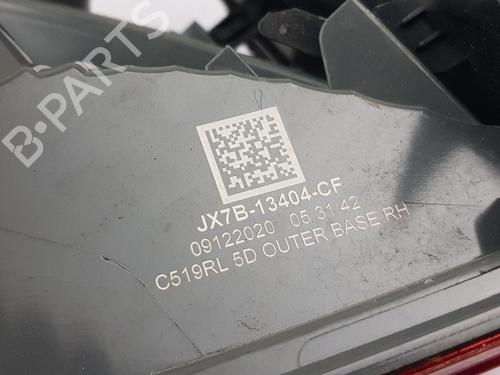 B-PARTS
JX7B-13404-CF
09122020 05:31:42
C519RL 5D OUTER BASE RH